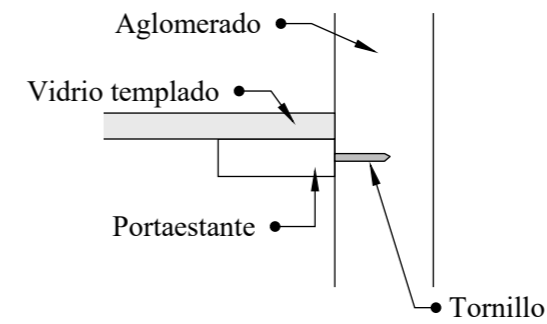 Aglomerado
Vidrio templado
Portaestante
Tornillo